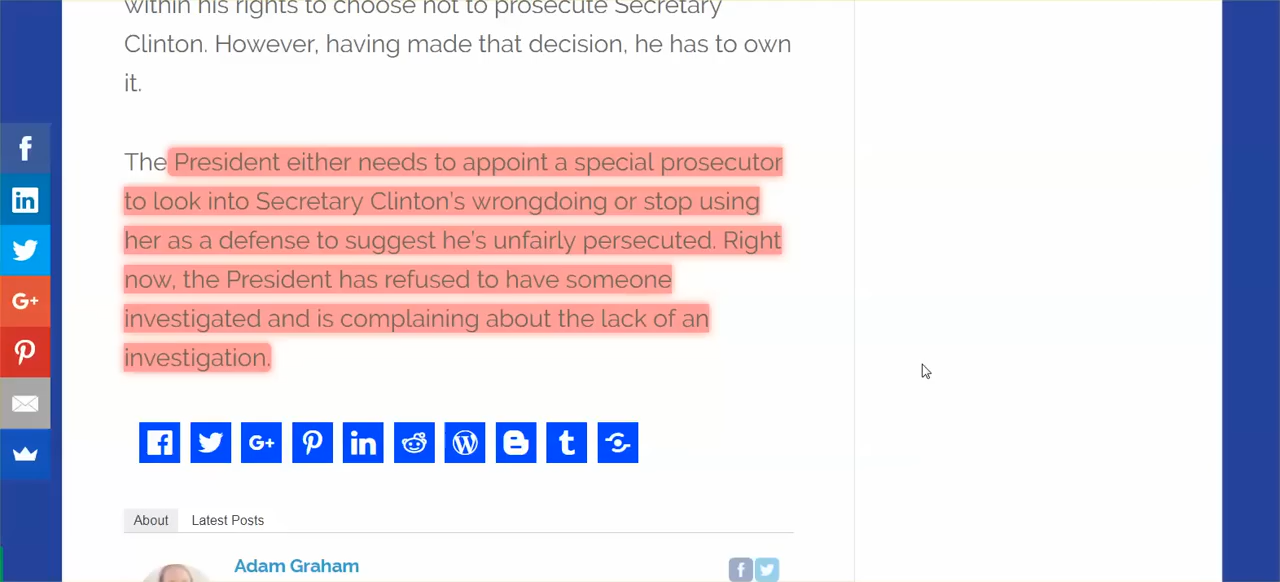 within his rights to choose not to prosecute Secretary
Clinton. However, having made that decision, he has to own
it.
The President either needs to appoint a special prosecutor
to look into Secretary Clinton's wrongdoing or stop using
her as a defense to suggest he's unfairly persecuted. Right
now, the President has refused to have someone
investigated and is complaining about the lack of an
investigation.
About Latest Posts
Adam Graham